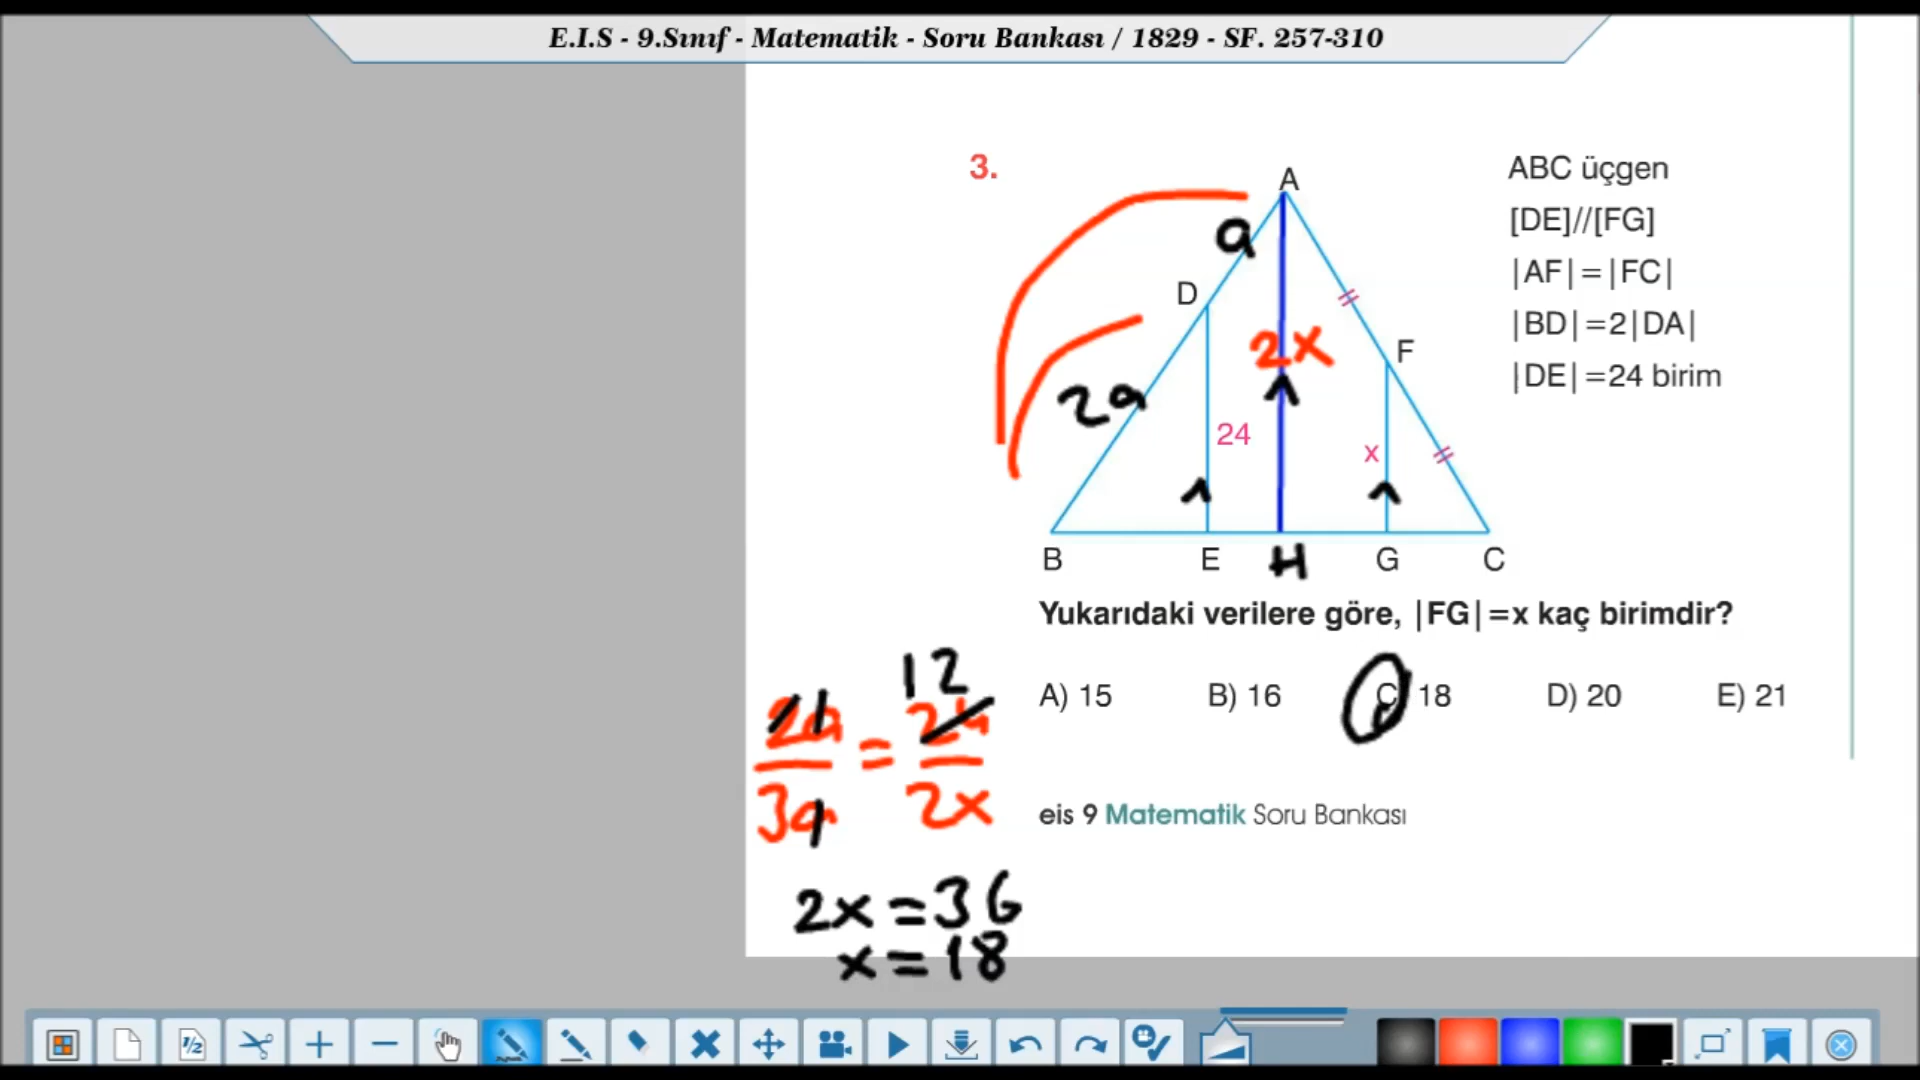 E.I.S - 9.Sınıf - Matematik - Soru Bankası / 1829 - SF. 257-310
3.
A
a
D
2x
F
2a
24
x
B E H G C
ABC üçgen
[DE]//[FG]
|AF|=|FC|
|BD|=2|DA|
|DE|=24 birim
Yukarıdaki verilere göre, |FG|=x kaç birimdir?
A) 15 B) 16 C) 18 D) 20 E) 21
12
2a/3a = 24/2x
2x=36
x=18
eis 9 Matematik Soru Bankası
1/2